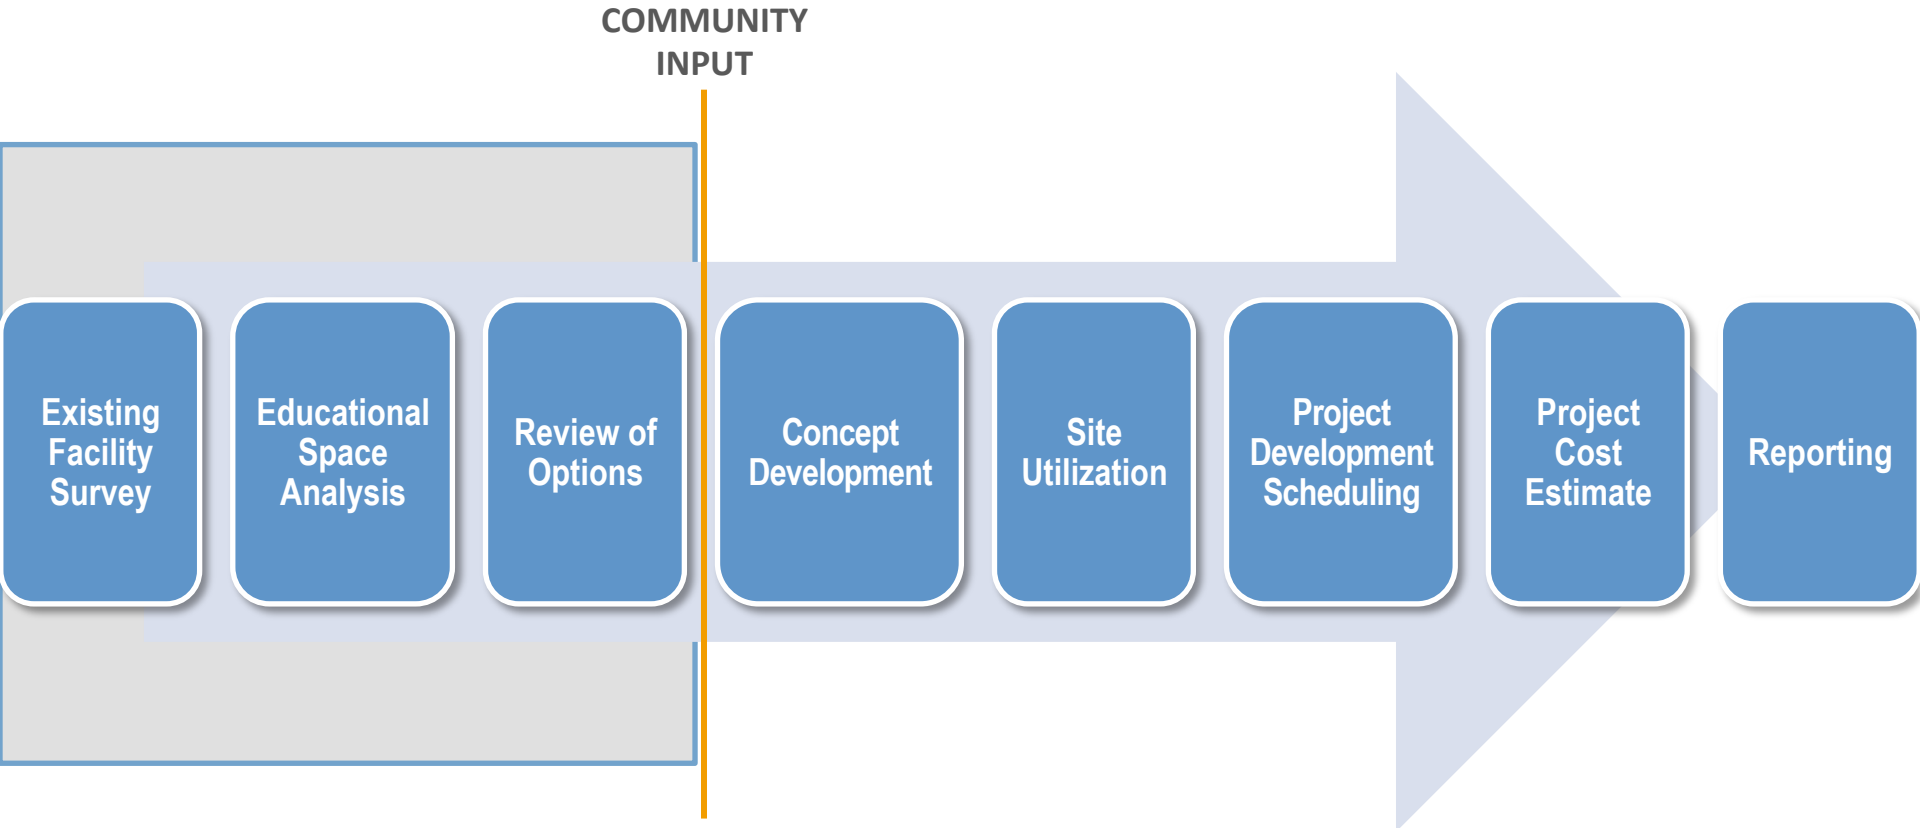 COMMUNITY
INPUT
Existing
Facility
Survey
Educational
Space
Analysis
Review of
Options
Concept
Development
Site
Utilization
Project
Development
Scheduling
Project
Cost
Estimate
Reporting